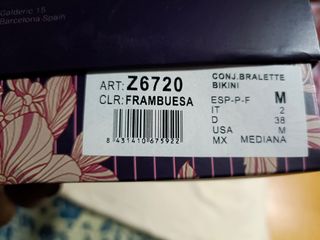 Galderic 15
Barcelona Spain
ART: Z6720
CLR: FRAMBUESA
8 431410 675922
CONJ.BRALETTE
BIKINI
ESP-P-F M
IT 2
D 38
USA M
MX MEDIANA